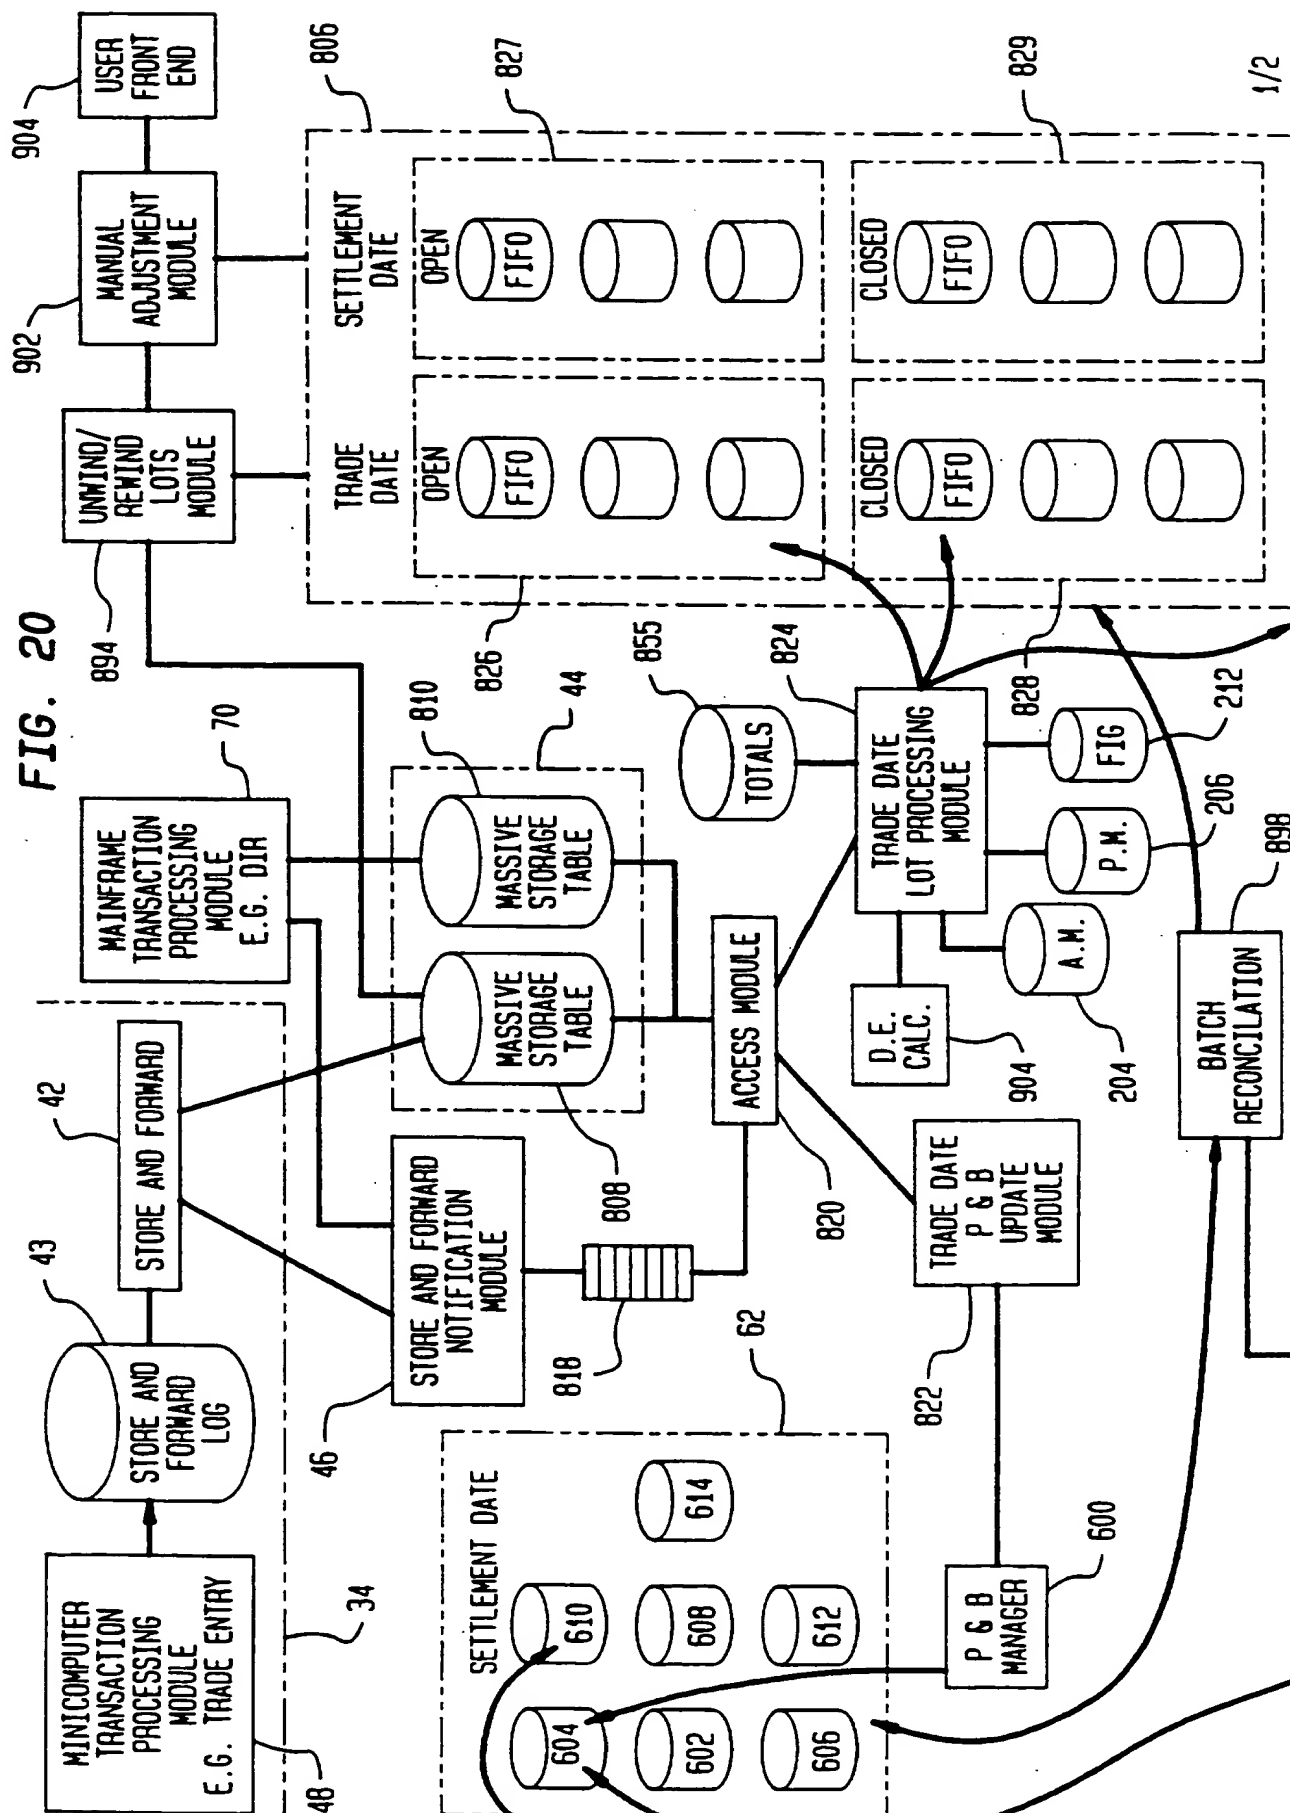 FIG. 20
MINICOMPUTER
TRANSACTION
PROCESSING
MODULE
E.G. TRADE ENTRY
48
34
STORE AND
FORWARD
LOG
43
STORE AND FORWARD
42
MAINFRAME
TRANSACTION
PROCESSING
MODULE
E.G. DIR
70
UNWIND/
REWIND
LOTS
MODULE
894
MANUAL
ADJUSTMENT
MODULE
902
USER
FRONT
END
904
STORE AND FORWARD
NOTIFICATION
MODULE
46
MASSIVE
STORAGE
TABLE
808
MASSIVE
STORAGE
TABLE
810
44
818
ACCESS MODULE
820
SETTLEMENT DATE
62
604
610
602
608
614
606
612
P & B
MANAGER
600
TRADE DATE
P & B
UPDATE
MODULE
822
TOTALS
855
TRADE DATE
LOT PROCESSING
MODULE
824
D.E.
CALC.
904
A.M.
204
P.M.
206
FIG
212
BATCH
RECONCILATION
898
806
TRADE
DATE
OPEN
FIFO
826
CLOSED
FIFO
828
SETTLEMENT
DATE
OPEN
FIFO
827
CLOSED
FIFO
829
1/2